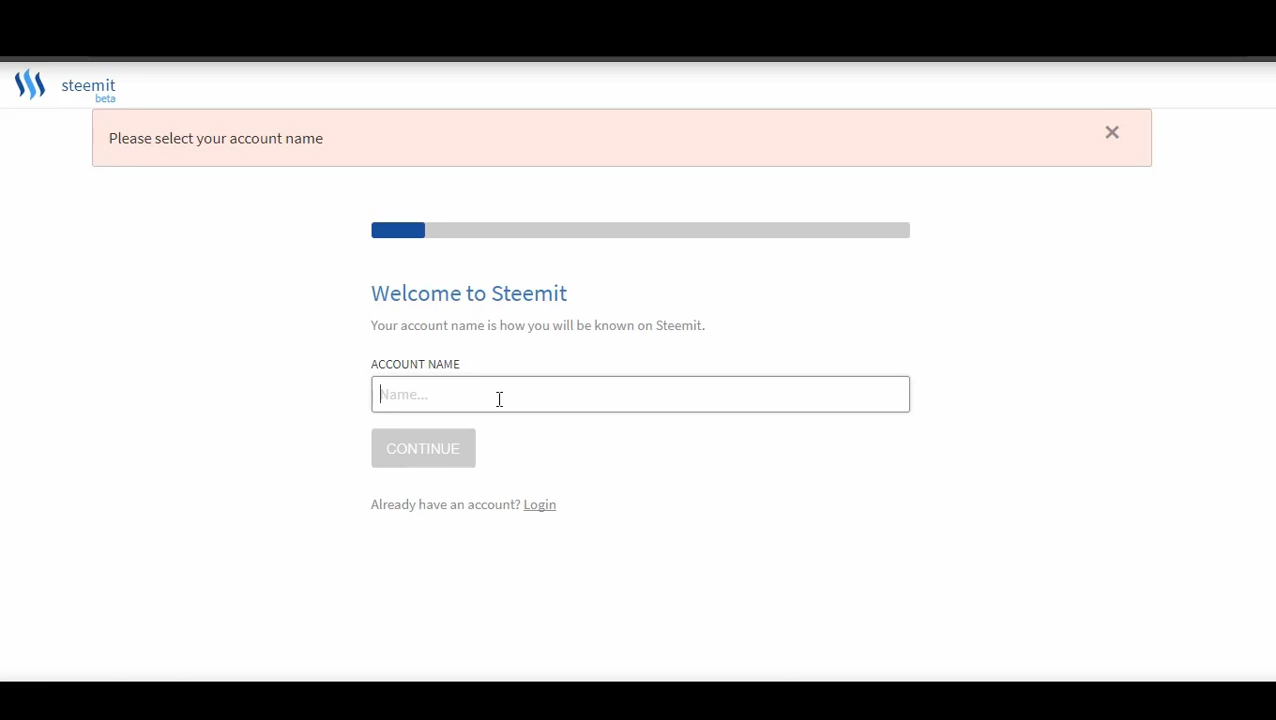 steemit
beta
Please select your account name
×
Welcome to Steemit
Your account name is how you will be known on Steemit.
ACCOUNT NAME
Name...
CONTINUE
Already have an account? Login